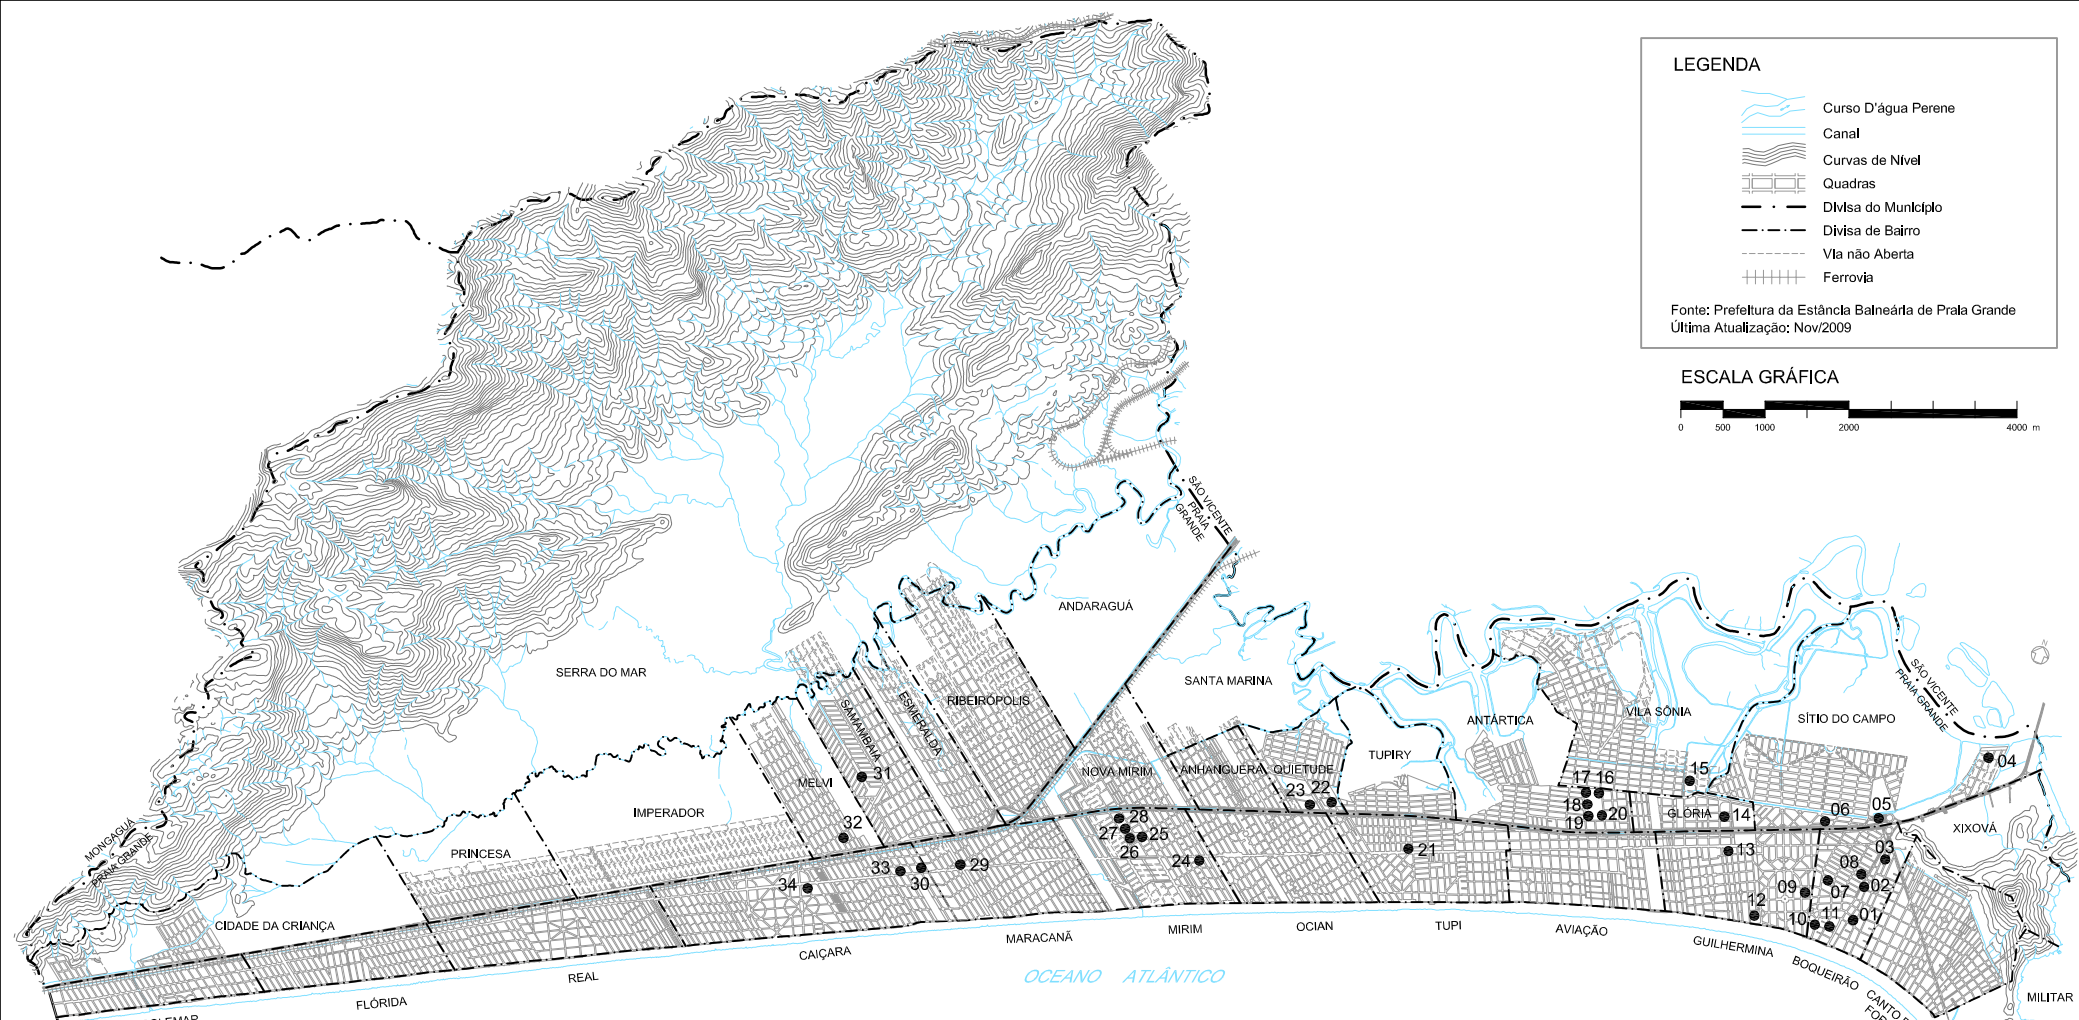 LEGENDA
Curso D'água Perene
Canal
Curvas de Nível
Quadras
Divisa do Município
Divisa de Bairro
Via não Aberta
Ferrovia
Fonte: Prefeitura da Estância Balneária de Praia Grande
Última Atualização: Nov/2009
ESCALA GRÁFICA
0 500 1000 2000 4000 m
N
SÃO VICENTE
PRAIA
GRANDE
ANDARAGUÁ
SERRA DO MAR
SANTA MARINA
SAMAMBAIA
ESMERALDA
RIBEIRÓPOLIS
ANTÁRTICA
VILA SÔNIA
SÍTIO DO CAMPO
SÃO VICENTE
PRAIA GRANDE
TUPIRY
MELVI
31
NOVA MIRIM
ANHANGUERA
QUIETUDE
23
22
17
16
18
19
20
15
GLÓRIA
14
06
05
04
XIXOVÁ
IMPERADOR
32
28
27
25
26
24
21
13
03
08
02
07
09
12
10
11
01
PRINCESA
MONGAGUÁ
PRAIA GRANDE
34
33
30
29
CIDADE DA CRIANÇA
FLÓRIDA
REAL
CAIÇARA
MARACANÃ
MIRIM
OCIAN
TUPI
AVIAÇÃO
GUILHERMINA
BOQUEIRÃO
CANTO
MILITAR
OCEANO ATLÂNTICO